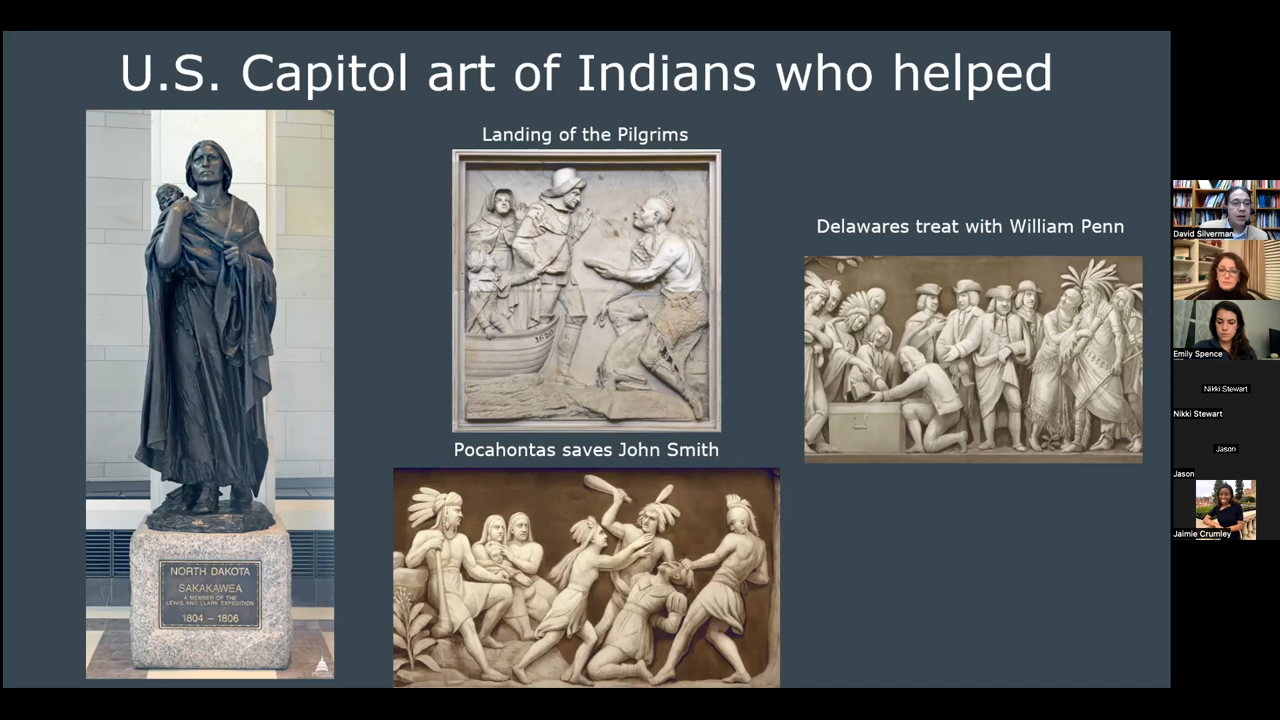 U.S. Capitol art of Indians who helped
Landing of the Pilgrims
Delawares treat with William Penn
Pocahontas saves John Smith
1620
NORTH DAKOTA
SAKAKAWEA
A MEMBER OF THE
LEWIS AND CLARK EXPEDITION
1804 – 1806
David Silverman
Emily Spence
Nikki Stewart
Nikki Stewart
Jason
Jason
Jaimie Crumley